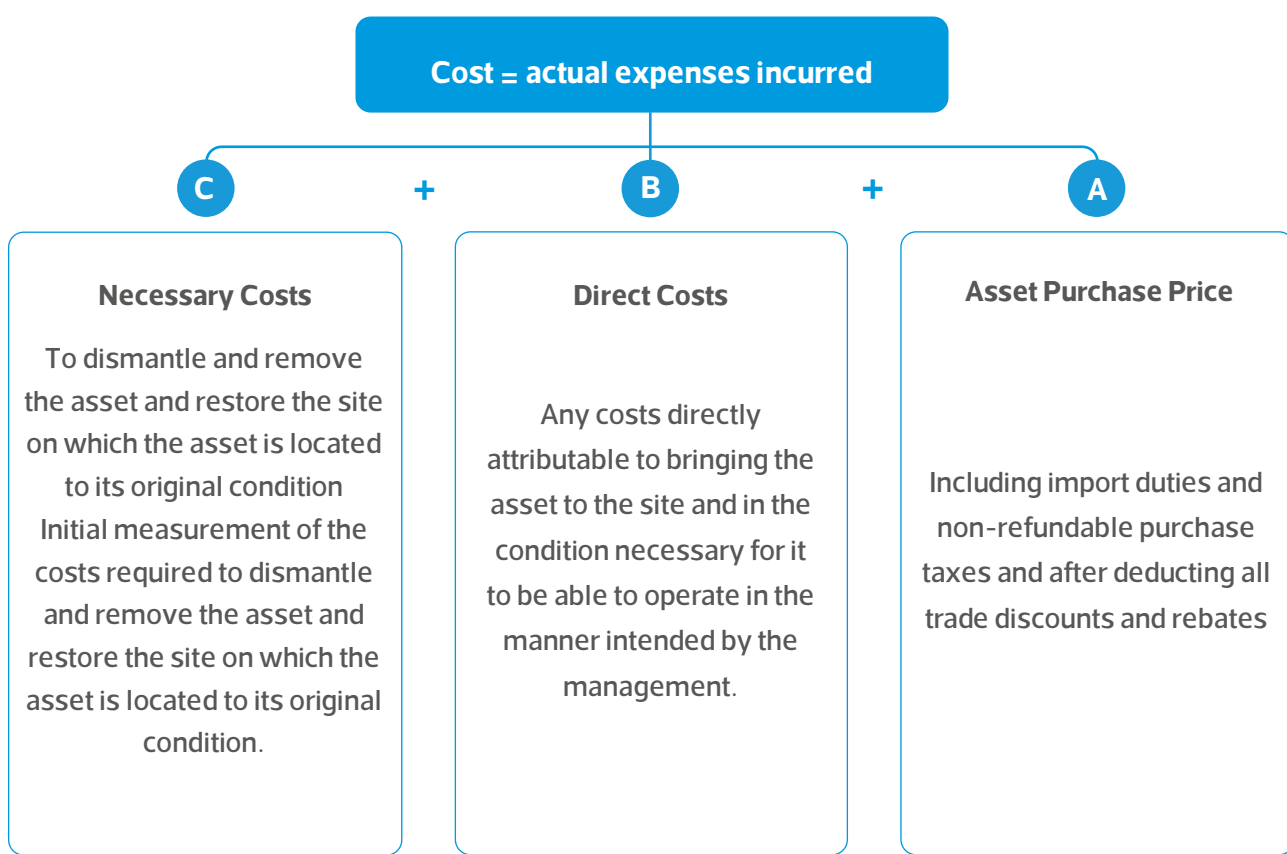 Cost = actual expenses incurred
C
+
B
+
A
Necessary Costs
To dismantle and remove
the asset and restore the site
on which the asset is located
to its original condition
Initial measurement of the
costs required to dismantle
and remove the asset and
restore the site on which the
asset is located to its original
condition.
Direct Costs
Any costs directly
attributable to bringing the
asset to the site and in the
condition necessary for it
to be able to operate in the
manner intended by the
management.
Asset Purchase Price
Including import duties and
non-refundable purchase
taxes and after deducting all
trade discounts and rebates